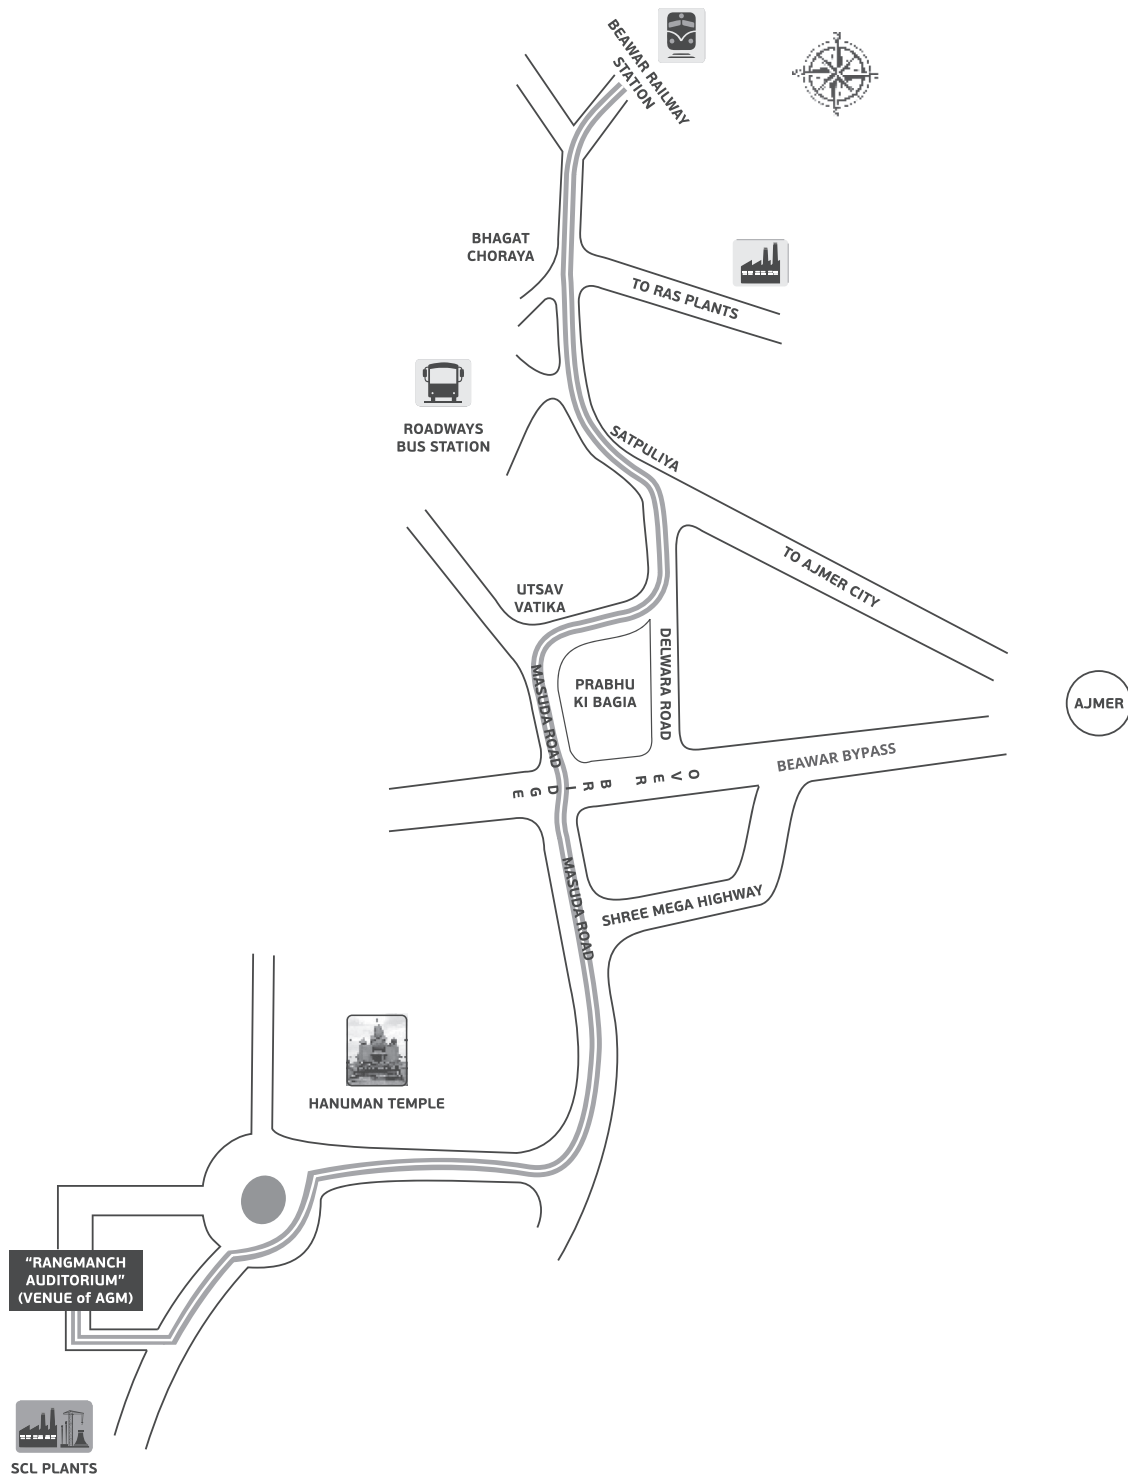 BEAWAR RAILWAY
STATION
BHAGAT
CHORAYA
TO RAS PLANTS
ROADWAYS
BUS STATION
SATPULIYA
TO AJMER CITY
UTSAV
VATIKA
DELWARA ROAD
PRABHU
KI BAGIA
MASUDA ROAD
AJMER
BEAWAR BYPASS
OVER BRIDGE
MASUDA ROAD
SHREE MEGA HIGHWAY
HANUMAN TEMPLE
“RANGMANCH
AUDITORIUM”
(VENUE of AGM)
SCL PLANTS